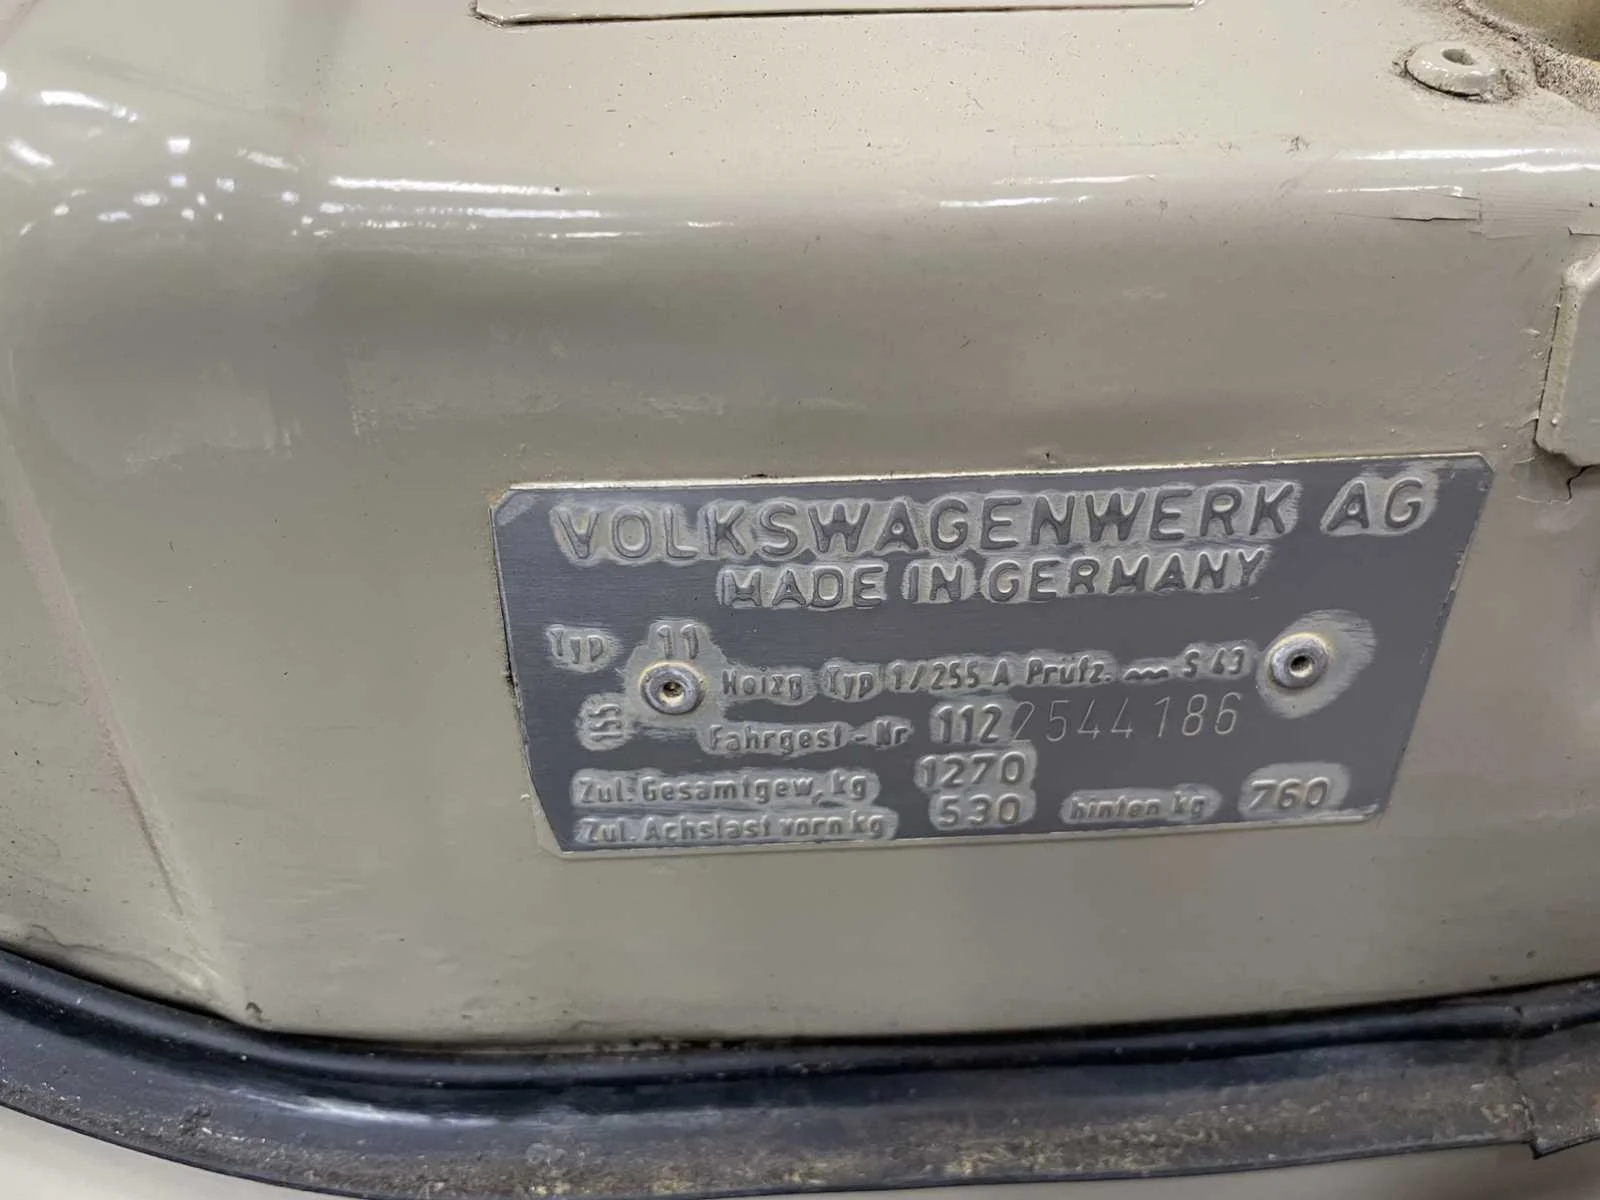 VOLKSWAGENWERK AG
MADE IN GERMANY
Typ 11
155 Heizg Typ 1/255 A Prüfz. ~~~ S 43
Fahrgest-Nr 1122544186
Zul. Gesamtgew. kg 1270
Zul. Achslast vorn kg 530 hinten kg 760